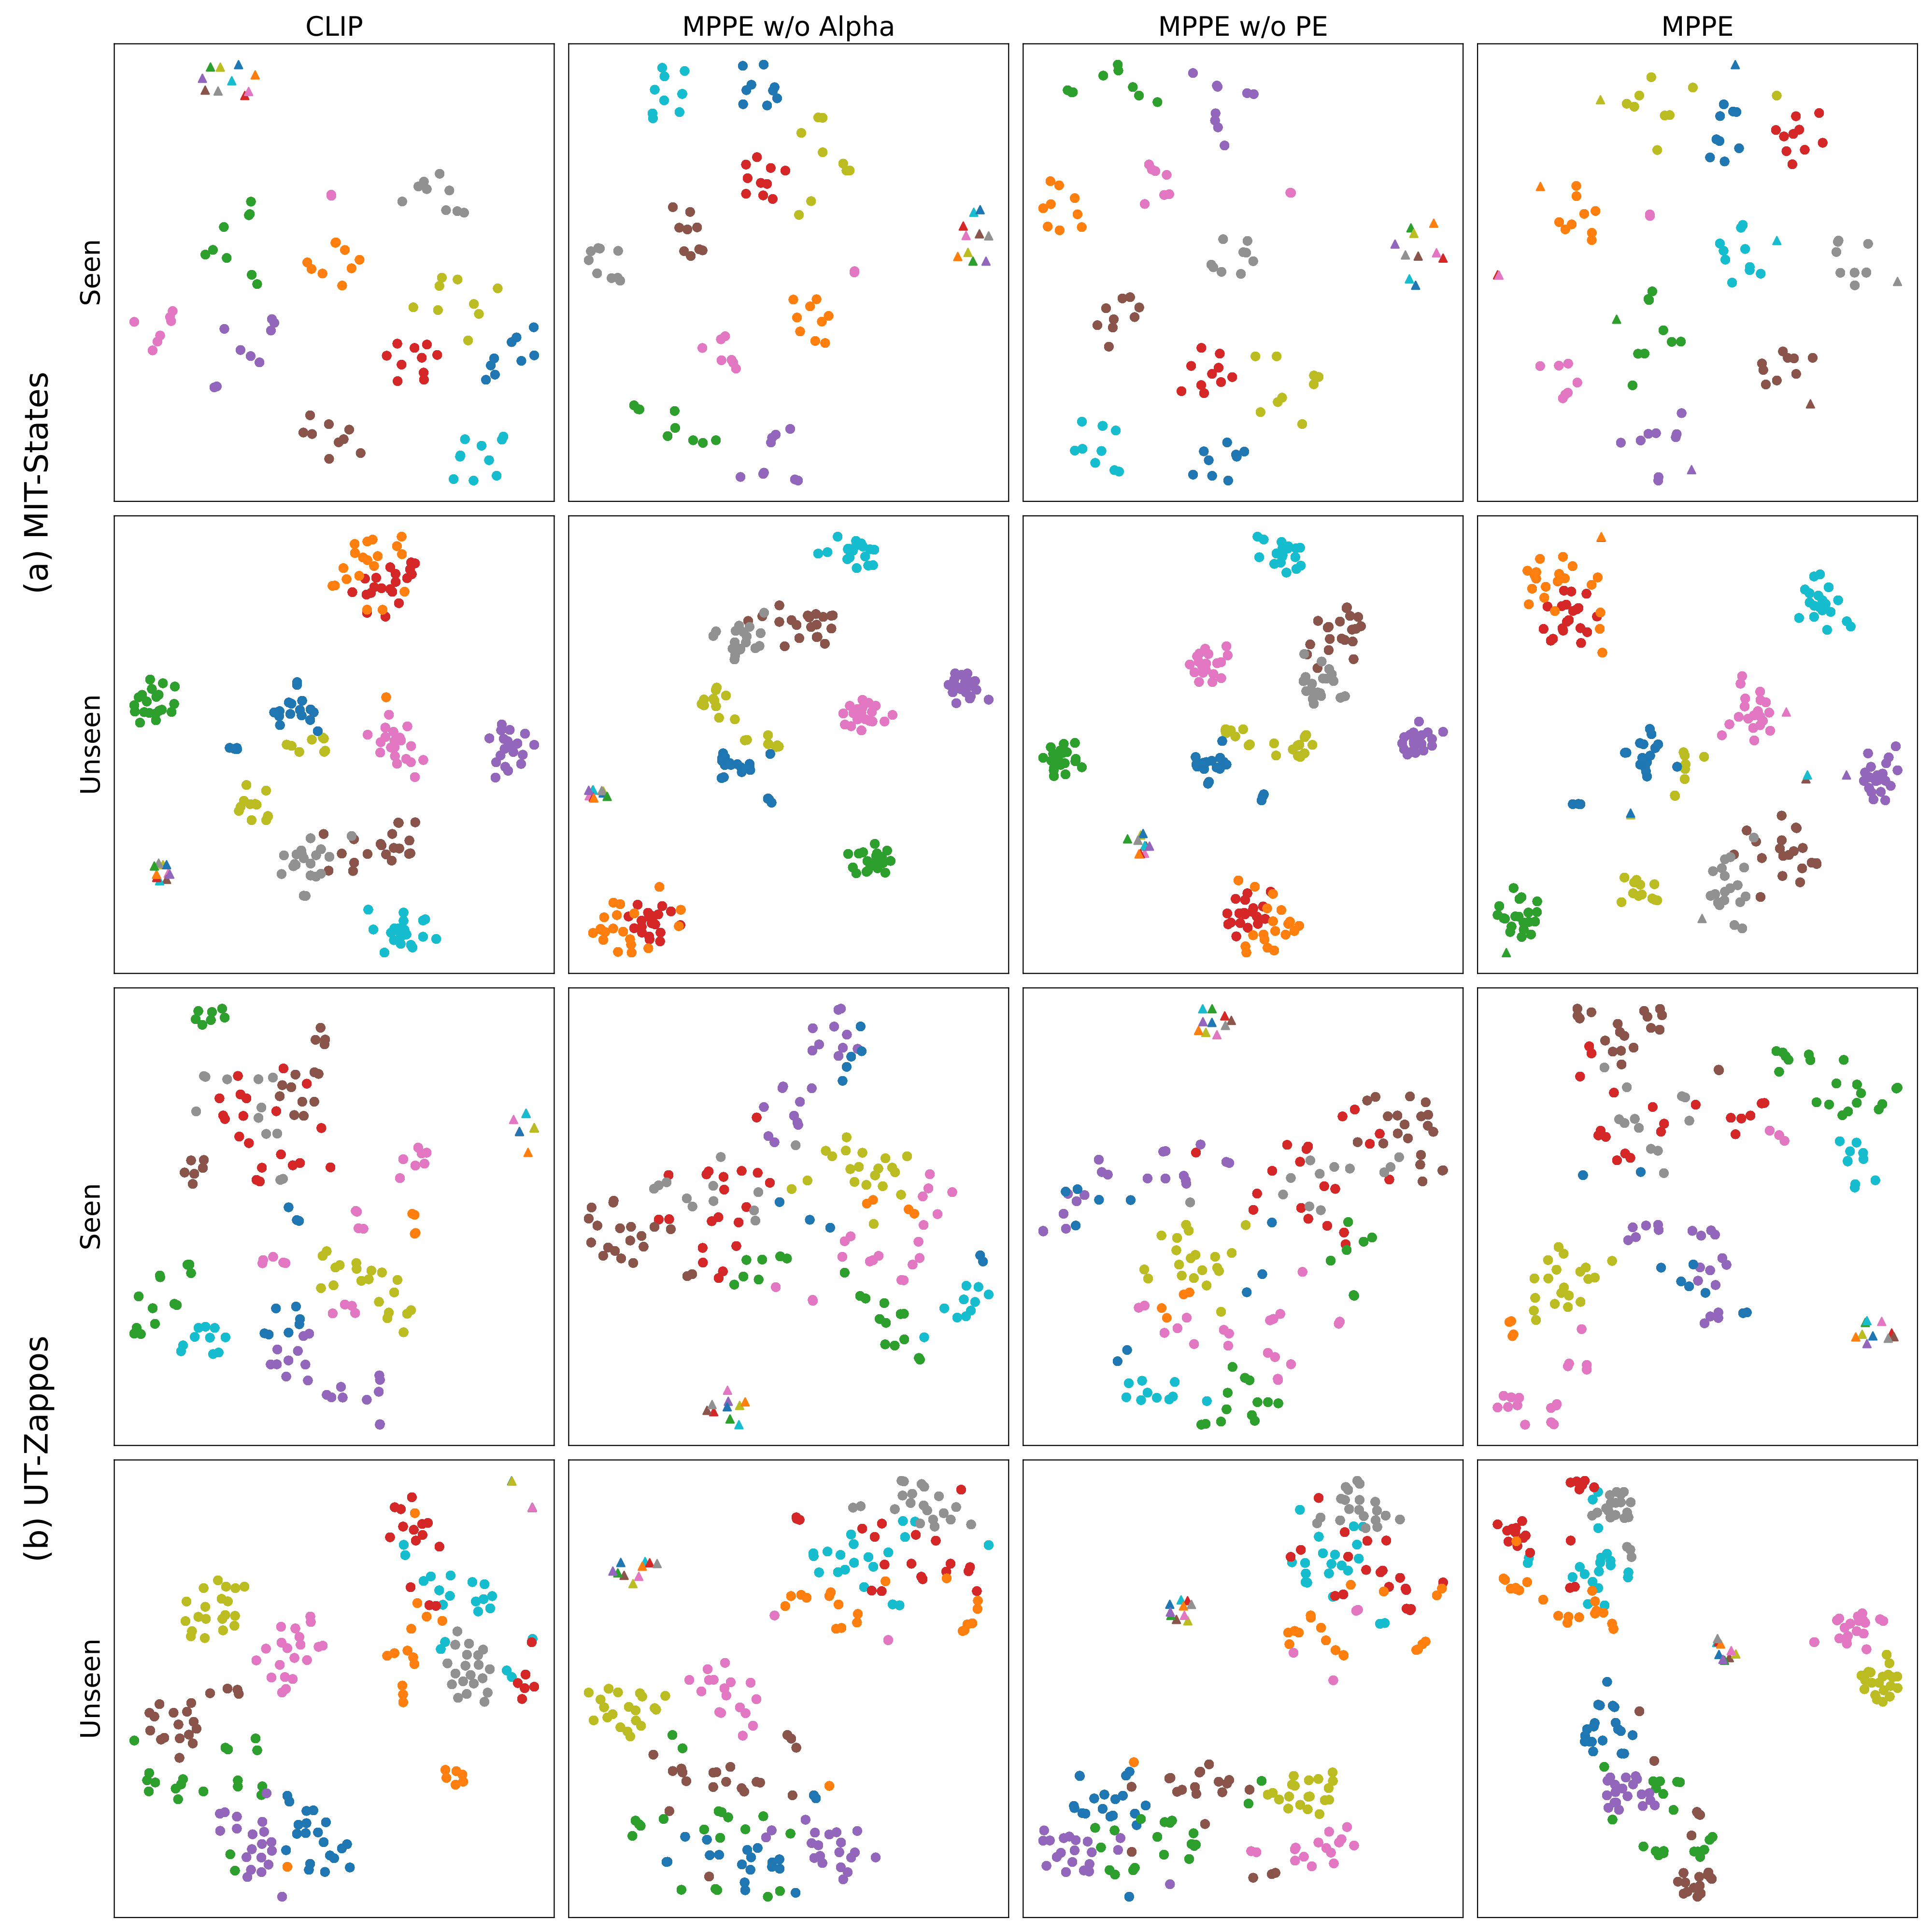 CLIP
MPPE w/o Alpha
MPPE w/o PE
MPPE
(a) MIT-States
Seen
Unseen
(b) UT-Zappos
Seen
Unseen